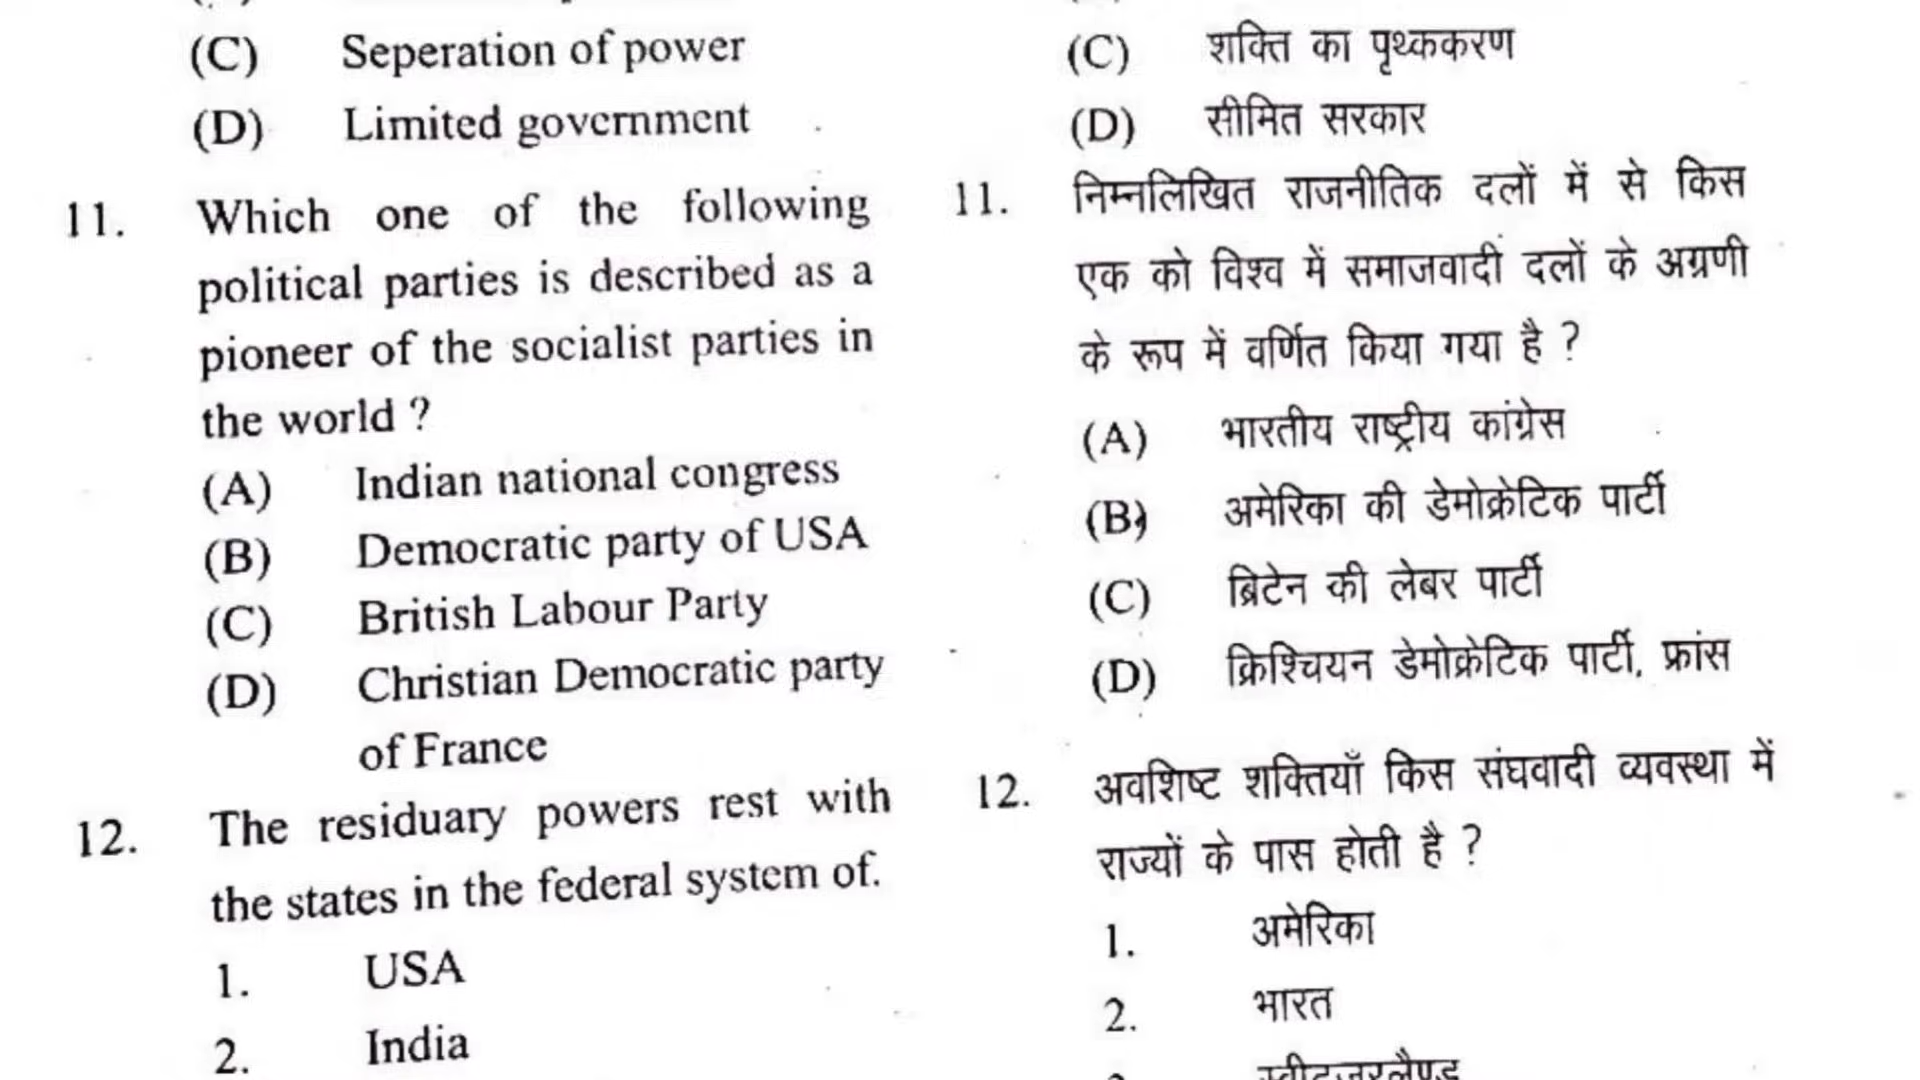 (C) Seperation of power
(D) Limited government
11. Which one of the following
political parties is described as a
pioneer of the socialist parties in
the world ?
(A) Indian national congress
(B) Democratic party of USA
(C) British Labour Party
(D) Christian Democratic party
of France
12. The residuary powers rest with
the states in the federal system of.
1. USA
2. India
(C) शक्ति का पृथ्ककरण
(D) सीमित सरकार
11. निम्नलिखित राजनीतिक दलों में से किस
एक को विश्व में समाजवादी दलों के अग्रणी
के रूप में वर्णित किया गया है ?
(A) भारतीय राष्ट्रीय कांग्रेस
(B) अमेरिका की डेमोक्रेटिक पार्टी
(C) ब्रिटेन की लेबर पार्टी
(D) क्रिश्चियन डेमोक्रेटिक पार्टी, फ्रांस
12. अवशिष्ट शक्तियाँ किस संघवादी व्यवस्था में
राज्यों के पास होती है ?
1. अमेरिका
2. भारत